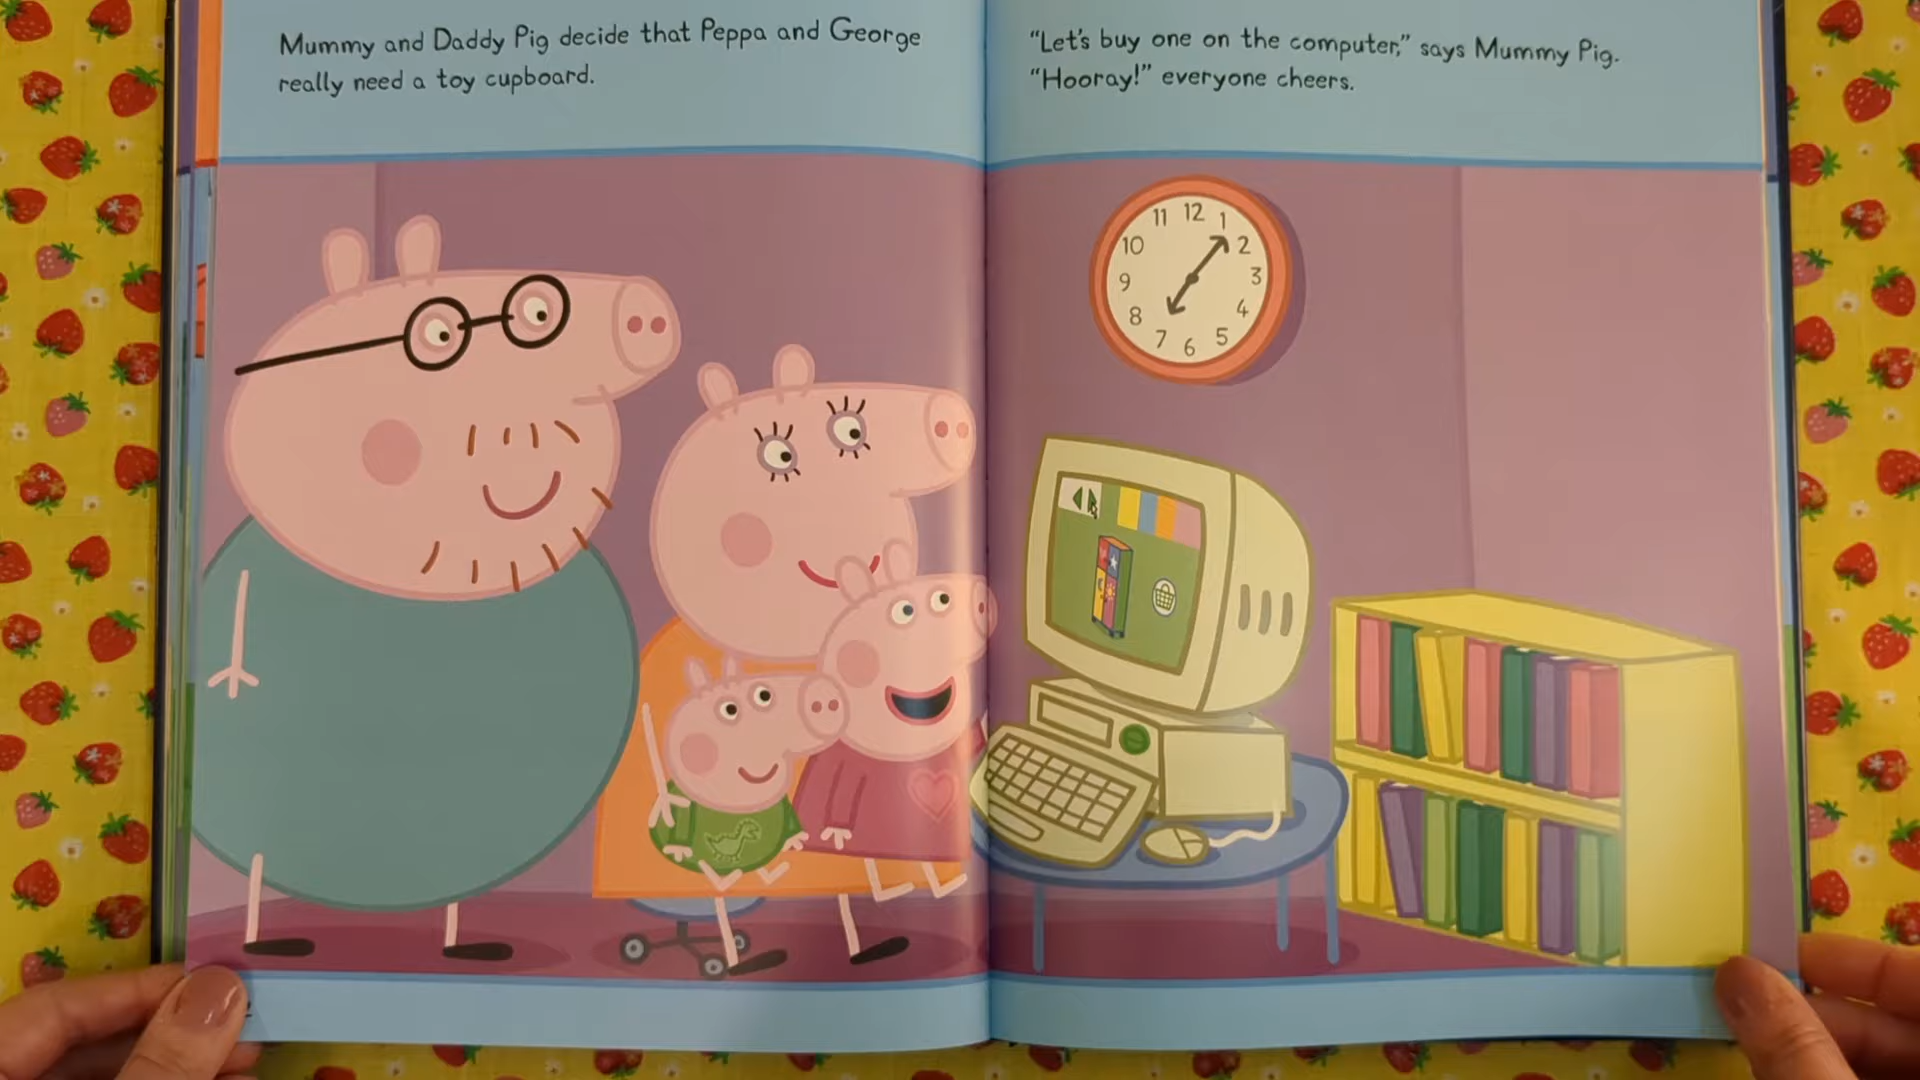 Mummy and Daddy Pig decide that Peppa and George
really need a toy cupboard.
“Let’s buy one on the computer,” says Mummy Pig.
“Hooray!” everyone cheers.
11 12 1
10 2
9 3
8 4
7 6 5